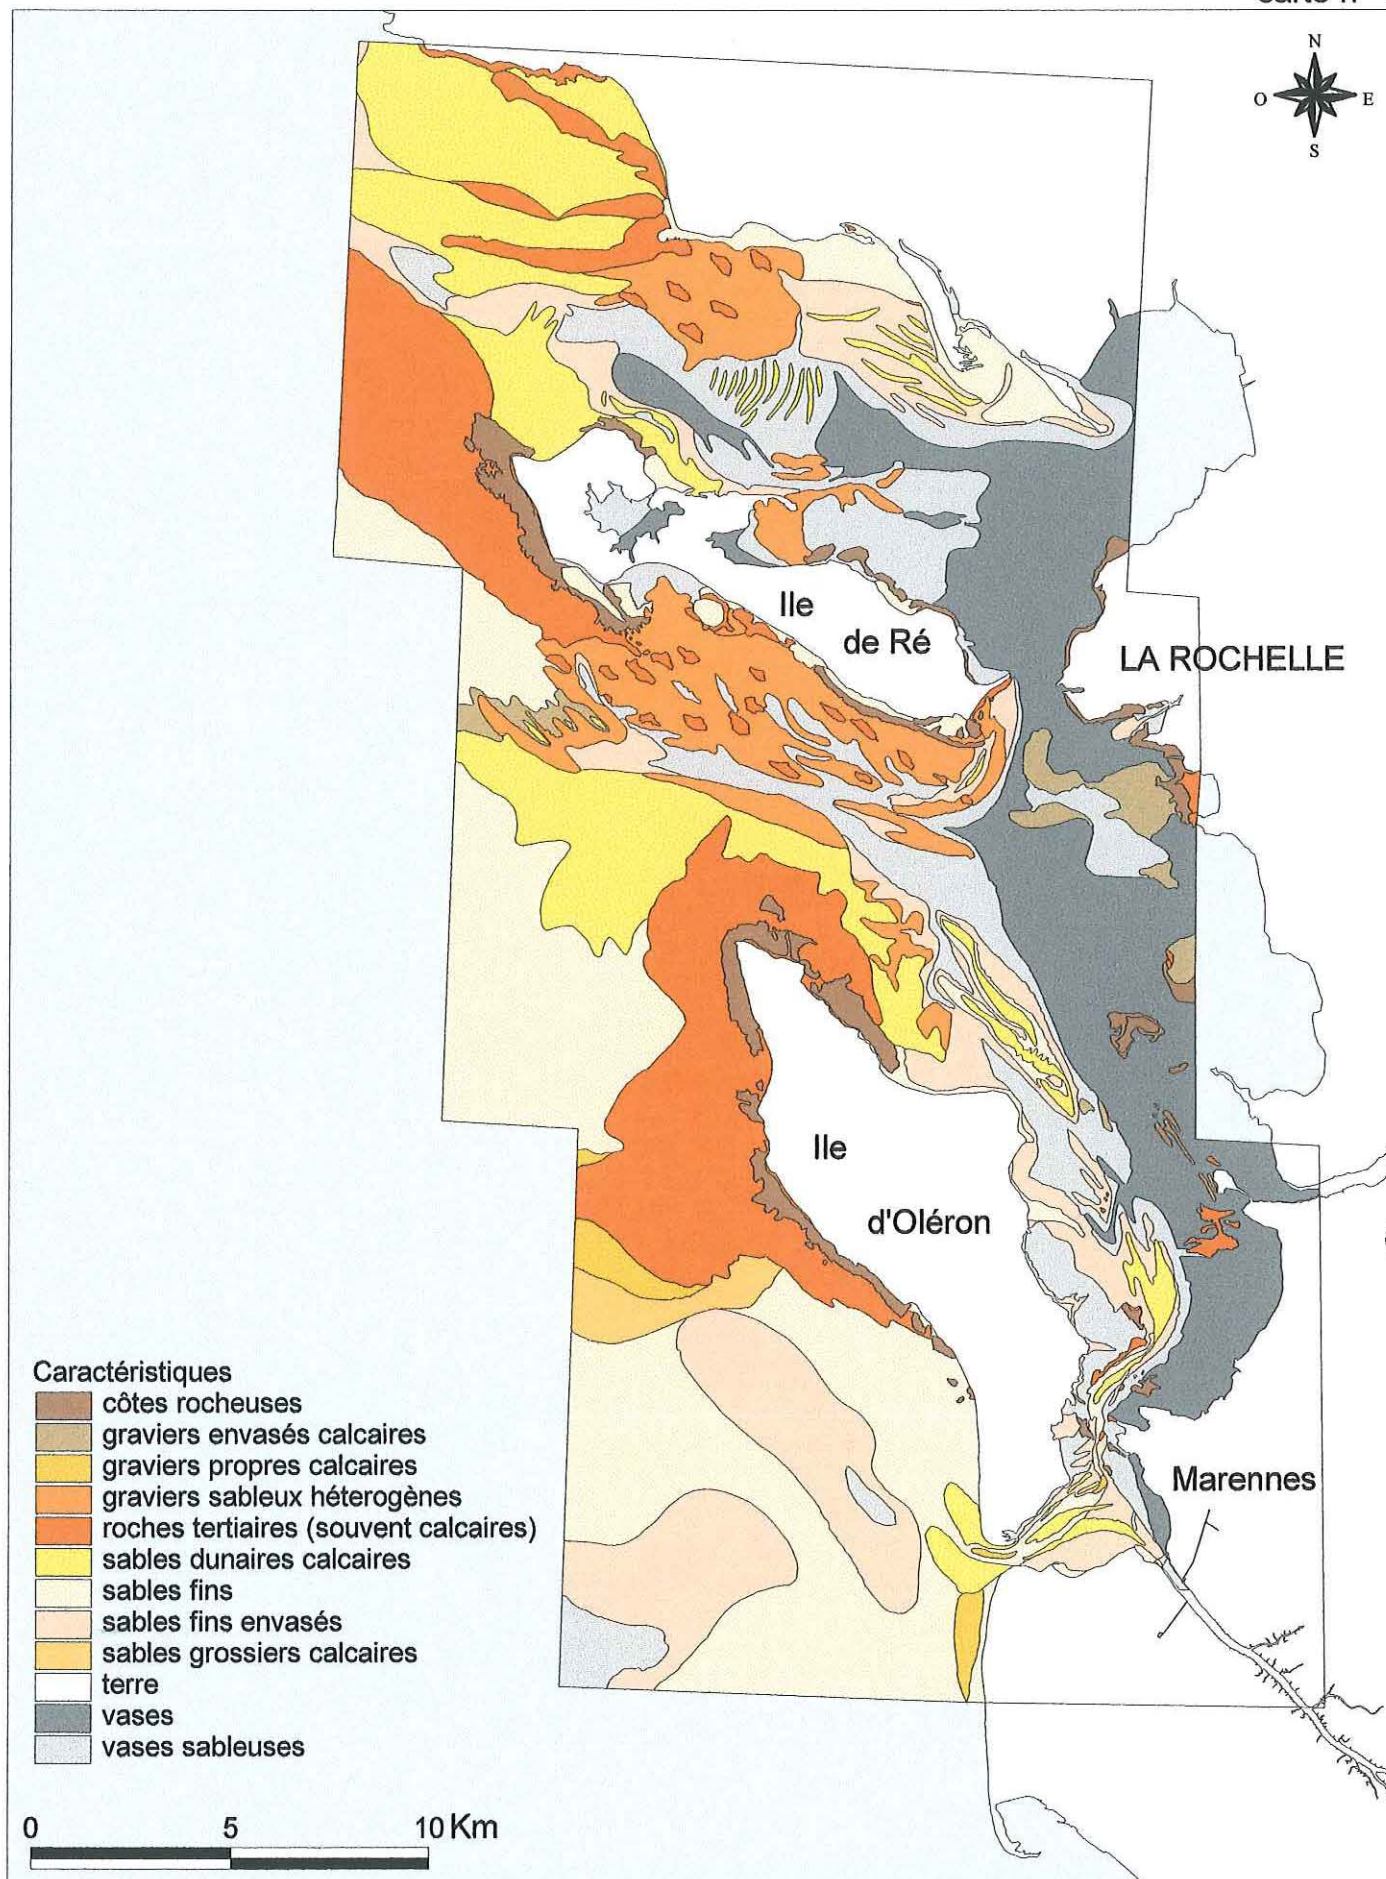 N
O E
S
Ile
de Ré
LA ROCHELLE
Ile
d'Oléron
Marennes
Caractéristiques
côtes rocheuses
graviers envasés calcaires
graviers propres calcaires
graviers sableux hétérogènes
roches tertiaires (souvent calcaires)
sables dunaires calcaires
sables fins
sables fins envasés
sables grossiers calcaires
terre
vases
vases sableuses
0 5 10 Km